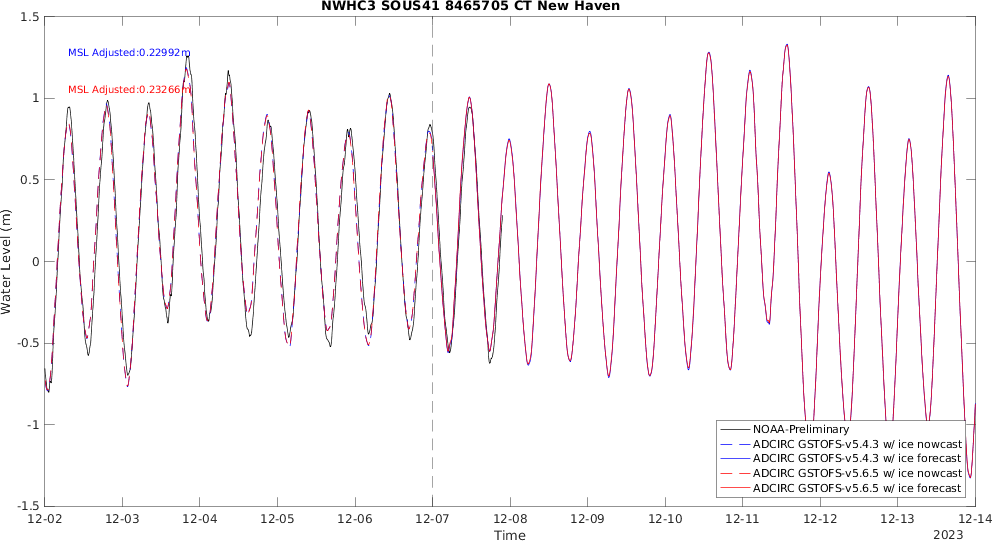 NWHC3 SOUS41 8465705 CT New Haven
MSL Adjusted:0.22992m
MSL Adjusted:0.23266m
Water Level (m)
1.5
1
0.5
0
-0.5
-1
-1.5
NOAA-Preliminary
ADCIRC GSTOFS-v5.4.3 w/ ice nowcast
ADCIRC GSTOFS-v5.4.3 w/ ice forecast
ADCIRC GSTOFS-v5.6.5 w/ ice nowcast
ADCIRC GSTOFS-v5.6.5 w/ ice forecast
12-02 12-03 12-04 12-05 12-06 12-07 12-08 12-09 12-10 12-11 12-12 12-13 12-14
Time
2023